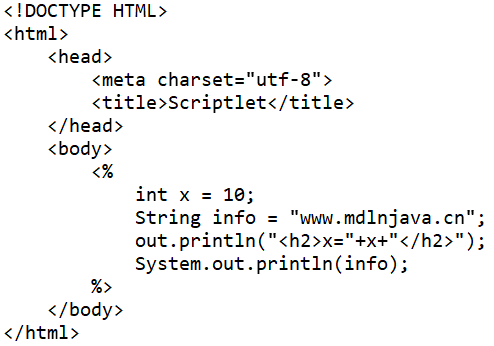 <!DOCTYPE HTML>
<html>
    <head>
        <meta charset="utf-8">
        <title>Scriptlet</title>
    </head>
    <body>
        <%
            int x = 10;
            String info = "www.mdlnjava.cn";
            out.println("<h2>x="+x+"</h2>");
            System.out.println(info);
        %>
    </body>
</html>